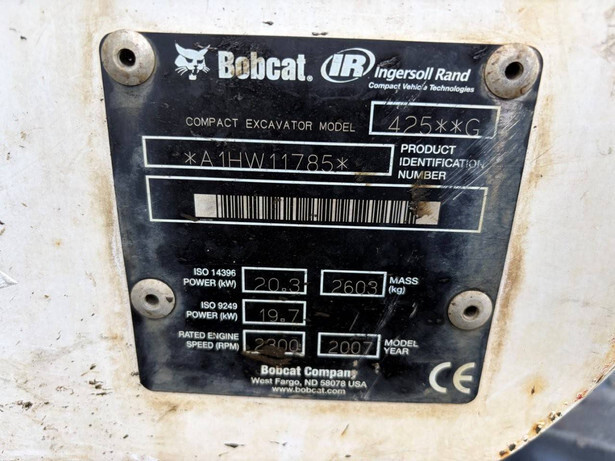 Bobcat. IR Ingersoll Rand
Compact Vehicle Technologies
COMPACT EXCAVATOR MODEL 425**G
*A1HW11785* PRODUCT IDENTIFICATION NUMBER
ISO 14396 POWER (kW) 20.3 2603 MASS (kg)
ISO 9249 POWER (kW) 19.7
RATED ENGINE SPEED (RPM) 2200 2007 MODEL YEAR
Bobcat Company
West Fargo, ND 58078 USA
www.bobcat.com
CE